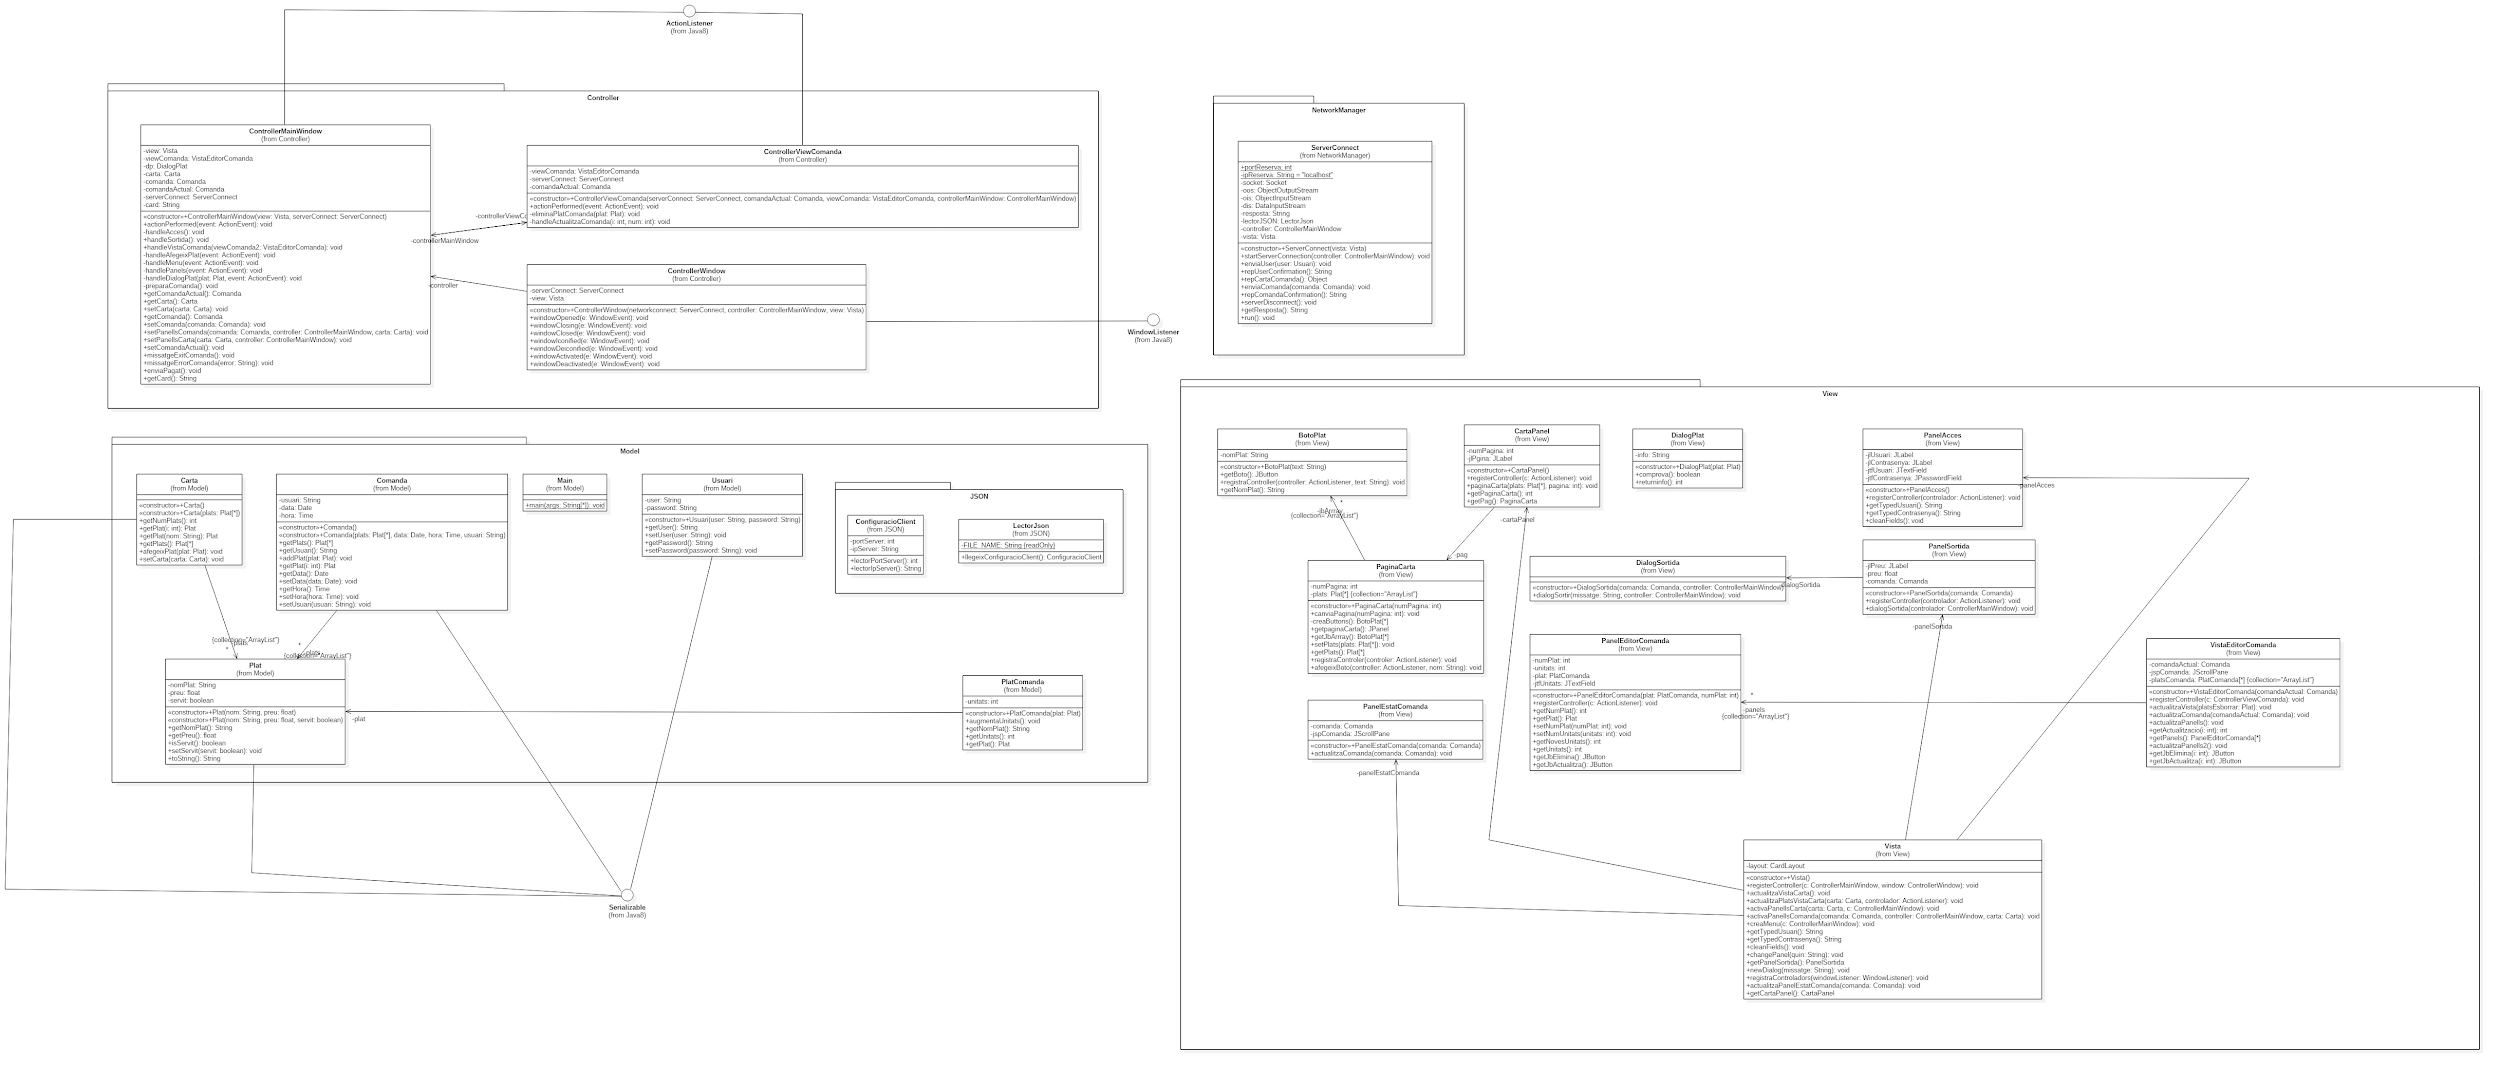 ActionListener
(from Java8)
Controller
ControllerMainWindow
(from Controller)
-view: Vista
-viewComanda: VistaEditorComanda
-dp: DialogPlat
-carta: Carta
-comanda: Comanda
-comandaActual: Comanda
-serverConnect: ServerConnect
-card: String
«constructor»+ControllerMainWindow(view: Vista, serverConnect: ServerConnect)
+actionPerformed(event: ActionEvent): void
-handleAcces(): void
+handleSortida(): void
+handleVistaComanda(viewComanda2: VistaEditorComanda): void
-handleAfegeixPlat(event: ActionEvent): void
-handleMenu(event: ActionEvent): void
-handlePanels(event: ActionEvent): void
-handleDialogPlat(plat: Plat, event: ActionEvent): void
-preparaComanda(): void
+getComandaActual(): Comanda
+getCarta(): Carta
+setCarta(carta: Carta): void
+getComanda(): Comanda
+setComanda(comanda: Comanda): void
+setPanellsComanda(comanda: Comanda, controller: ControllerMainWindow, carta: Carta): void
+setPanellsCarta(carta: Carta, controller: ControllerMainWindow): void
+setComandaActual(): void
+missatgeExitComanda(): void
+missatgeErrorComanda(error: String): void
+enviaPagat(): void
+getCard(): String
ControllerViewComanda
(from Controller)
-viewComanda: VistaEditorComanda
-serverConnect: ServerConnect
-comandaActual: Comanda
«constructor»+ControllerViewComanda(serverConnect: ServerConnect, comandaActual: Comanda, viewComanda: VistaEditorComanda, controllerMainWindow: ControllerMainWindow)
+actionPerformed(event: ActionEvent): void
-eliminaPlatComanda(plat: Plat): void
-handleActualitzaComanda(i: int, num: int): void
-controllerViewCo
-controllerMainWindow
-controller
ControllerWindow
(from Controller)
-serverConnect: ServerConnect
-view: Vista
«constructor»+ControllerWindow(networkconnect: ServerConnect, controller: ControllerMainWindow, view: Vista)
+windowOpened(e: WindowEvent): void
+windowClosing(e: WindowEvent): void
+windowClosed(e: WindowEvent): void
+windowIconified(e: WindowEvent): void
+windowDeiconified(e: WindowEvent): void
+windowActivated(e: WindowEvent): void
+windowDeactivated(e: WindowEvent): void
WindowListener
(from Java8)
NetworkManager
ServerConnect
(from NetworkManager)
+portReserva: int
-ipReserva: String = "localhost"
-socket: Socket
-oos: ObjectOutputStream
-ois: ObjectInputStream
-dis: DataInputStream
-resposta: String
-lectorJSON: LectorJson
-controller: ControllerMainWindow
-vista: Vista
«constructor»+ServerConnect(vista: Vista)
+startServerConnection(controller: ControllerMainWindow): void
+enviaUser(user: Usuari): void
+repUserConfirmation(): String
+repCartaComanda(): Object
+enviaComanda(comanda: Comanda): void
+repComandaConfirmation(): String
+serverDisconnect(): void
+getResposta(): String
+run(): void
Model
Carta
(from Model)
«constructor»+Carta()
«constructor»+Carta(plats: Plat[*])
+getNumPlats(): int
+getPlat(i: int): Plat
+getPlat(nom: String): Plat
+getPlats(): Plat[*]
+afegeixPlat(plat: Plat): void
+setCarta(carta: Carta): void
Comanda
(from Model)
-usuari: String
-data: Date
-hora: Time
«constructor»+Comanda()
«constructor»+Comanda(plats: Plat[*], data: Date, hora: Time, usuari: String)
+getPlats(): Plat[*]
+getUsuari(): String
+addPlat(plat: Plat): void
+getPlat(i: int): Plat
+getData(): Date
+setData(data: Date): void
+getHora(): Time
+setHora(hora: Time): void
+setUsuari(usuari: String): void
Main
(from Model)
+main(args: String[*]): void
Usuari
(from Model)
-user: String
-password: String
«constructor»+Usuari(user: String, password: String)
+getUser(): String
+setUser(user: String): void
+getPassword(): String
+setPassword(password: String): void
JSON
ConfiguracioClient
(from JSON)
-portServer: int
-ipServer: String
+lectorPortServer(): int
+lectorIpServer(): String
LectorJson
(from JSON)
-FILE_NAME: String {readOnly}
+llegeixConfiguracioClient(): ConfiguracioClient
{collection="ArrayList"}
-plats
*
*
-plats
{collection="ArrayList"}
Plat
(from Model)
-nomPlat: String
-preu: float
-servit: boolean
«constructor»+Plat(nom: String, preu: float)
«constructor»+Plat(nom: String, preu: float, servit: boolean)
+getNomPlat(): String
+getPreu(): float
+isServit(): boolean
+setServit(servit: boolean): void
+toString(): String
-plat
PlatComanda
(from Model)
-unitats: int
«constructor»+PlatComanda(plat: Plat)
+augmentaUnitats(): void
+getNomPlat(): String
+getUnitats(): int
+getPlat(): Plat
Serializable
(from Java8)
View
BotoPlat
(from View)
-nomPlat: String
«constructor»+BotoPlat(text: String)
+getBoto(): JButton
+registraController(controller: ActionListener, text: String): void
+getNomPlat(): String
CartaPanel
(from View)
-numPagina: int
-jlPgina: JLabel
«constructor»+CartaPanel()
+registerController(c: ActionListener): void
+paginaCarta(plats: Plat[*], pagina: int): void
+getPaginaCarta(): int
+getPag(): PaginaCarta
DialogPlat
(from View)
-info: String
«constructor»+DialogPlat(plat: Plat)
+comprova(): boolean
+returninfo(): int
PanelAcces
(from View)
-jlUsuari: JLabel
-jlContrasenya: JLabel
-jtfUsuari: JTextField
-jtfContrasenya: JPasswordField
«constructor»+PanelAcces()
+registerController(controlador: ActionListener): void
+getTypedUsuari(): String
+getTypedContrasenya(): String
+cleanFields(): void
-panelAcces
*
-jbArray
{collection="ArrayList"}
-cartaPanel
-pag
PaginaCarta
(from View)
-numPagina: int
-plats: Plat[*] {collection="ArrayList"}
«constructor»+PaginaCarta(numPagina: int)
+canviaPagina(numPagina: int): void
-creaButtons(): BotoPlat[*]
+getpaginaCarta(): JPanel
+getJbArray(): BotoPlat[*]
+setPlats(plats: Plat[*]): void
+getPlats(): Plat[*]
+registraControler(controler: ActionListener): void
+afegeixBoto(controller: ActionListener, nom: String): void
DialogSortida
(from View)
«constructor»+DialogSortida(comanda: Comanda, controller: ControllerMainWindow)
+dialogSortir(missatge: String, controller: ControllerMainWindow): void
-dialogSortida
PanelSortida
(from View)
-jlPreu: JLabel
-preu: float
-comanda: Comanda
«constructor»+PanelSortida(comanda: Comanda)
+registerController(controlador: ActionListener): void
+dialogSortida(controlador: ControllerMainWindow): void
-panelSortida
PanelEditorComanda
(from View)
-numPlat: int
-unitats: int
-plat: PlatComanda
-jtfUnitats: JTextField
«constructor»+PanelEditorComanda(plat: PlatComanda, numPlat: int)
+registerController(c: ActionListener): void
+getNumPlat(): int
+getPlat(): Plat
+setNumPlat(numPlat: int): void
+setNumUnitats(unitats: int): void
+getNovesUnitats(): int
+getUnitats(): int
+getJbElimina(): JButton
+getJbActualitza(): JButton
*
-panels
{collection="ArrayList"}
VistaEditorComanda
(from View)
-comandaActual: Comanda
-jspComanda: JScrollPane
-platsComanda: PlatComanda[*] {collection="ArrayList"}
«constructor»+VistaEditorComanda(comandaActual: Comanda)
+registerController(c: ControllerViewComanda): void
+actualitzaVista(platsEsborrar: Plat): void
+actualitzaComanda(comandaActual: Comanda): void
+actualitzaPanells(): void
+getActualitzacio(i: int): int
+getPanels(): PanelEditorComanda[*]
+actualitzaPanells2(): void
+getJbElimina(i: int): JButton
+getJbActualitza(i: int): JButton
PanelEstatComanda
(from View)
-comanda: Comanda
-jspComanda: JScrollPane
«constructor»+PanelEstatComanda(comanda: Comanda)
+actualitzaComanda(comanda: Comanda): void
-panelEstatComanda
Vista
(from View)
-layout: CardLayout
«constructor»+Vista()
+registerController(c: ControllerMainWindow, window: ControllerWindow): void
+actualitzaVistaCarta(): void
+actualitzaPlatsVistaCarta(carta: Carta, controlador: ActionListener): void
+activaPanellsCarta(carta: Carta, c: ControllerMainWindow): void
+activaPanellsComanda(comanda: Comanda, controller: ControllerMainWindow, carta: Carta): void
+creaMenu(c: ControllerMainWindow): void
+getTypedUsuari(): String
+getTypedContrasenya(): String
+cleanFields(): void
+changePanel(quin: String): void
+getPanelSortida(): PanelSortida
+newDialog(missatge: String): void
+registraControladors(windowListener: WindowListener): void
+actualitzaPanelEstatComanda(comanda: Comanda): void
+getCartaPanel(): CartaPanel